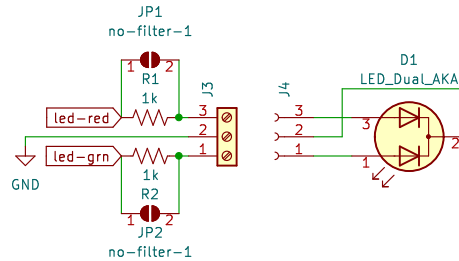 JP1
no-filter-1
1 2
R1
1k
J3
led-red
3
2
1
GND
led-grn
1k
R2
1 2
JP2
no-filter-1
J4
3
2
1
D1
LED_Dual_AKA
3
1
2